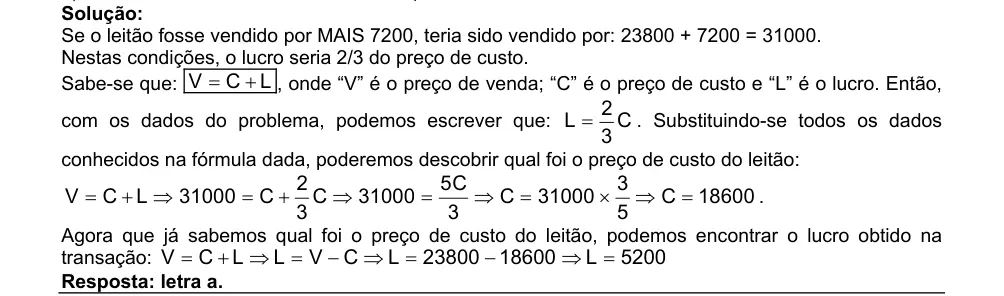 Solução:
Se o leitão fosse vendido por MAIS 7200, teria sido vendido por: 23800 + 7200 = 31000.
Nestas condições, o lucro seria 2/3 do preço de custo.
Sabe-se que: V = C + L, onde “V” é o preço de venda; “C” é o preço de custo e “L” é o lucro. Então,
com os dados do problema, podemos escrever que: L = 2/3 C . Substituindo-se todos os dados
conhecidos na fórmula dada, poderemos descobrir qual foi o preço de custo do leitão:
V = C + L ⇒ 31000 = C + 2/3 C ⇒ 31000 = 5C/3 ⇒ C = 31000 × 3/5 ⇒ C = 18600 .
Agora que já sabemos qual foi o preço de custo do leitão, podemos encontrar o lucro obtido na
transação: V = C + L ⇒ L = V − C ⇒ L = 23800 − 18600 ⇒ L = 5200
Resposta: letra a.